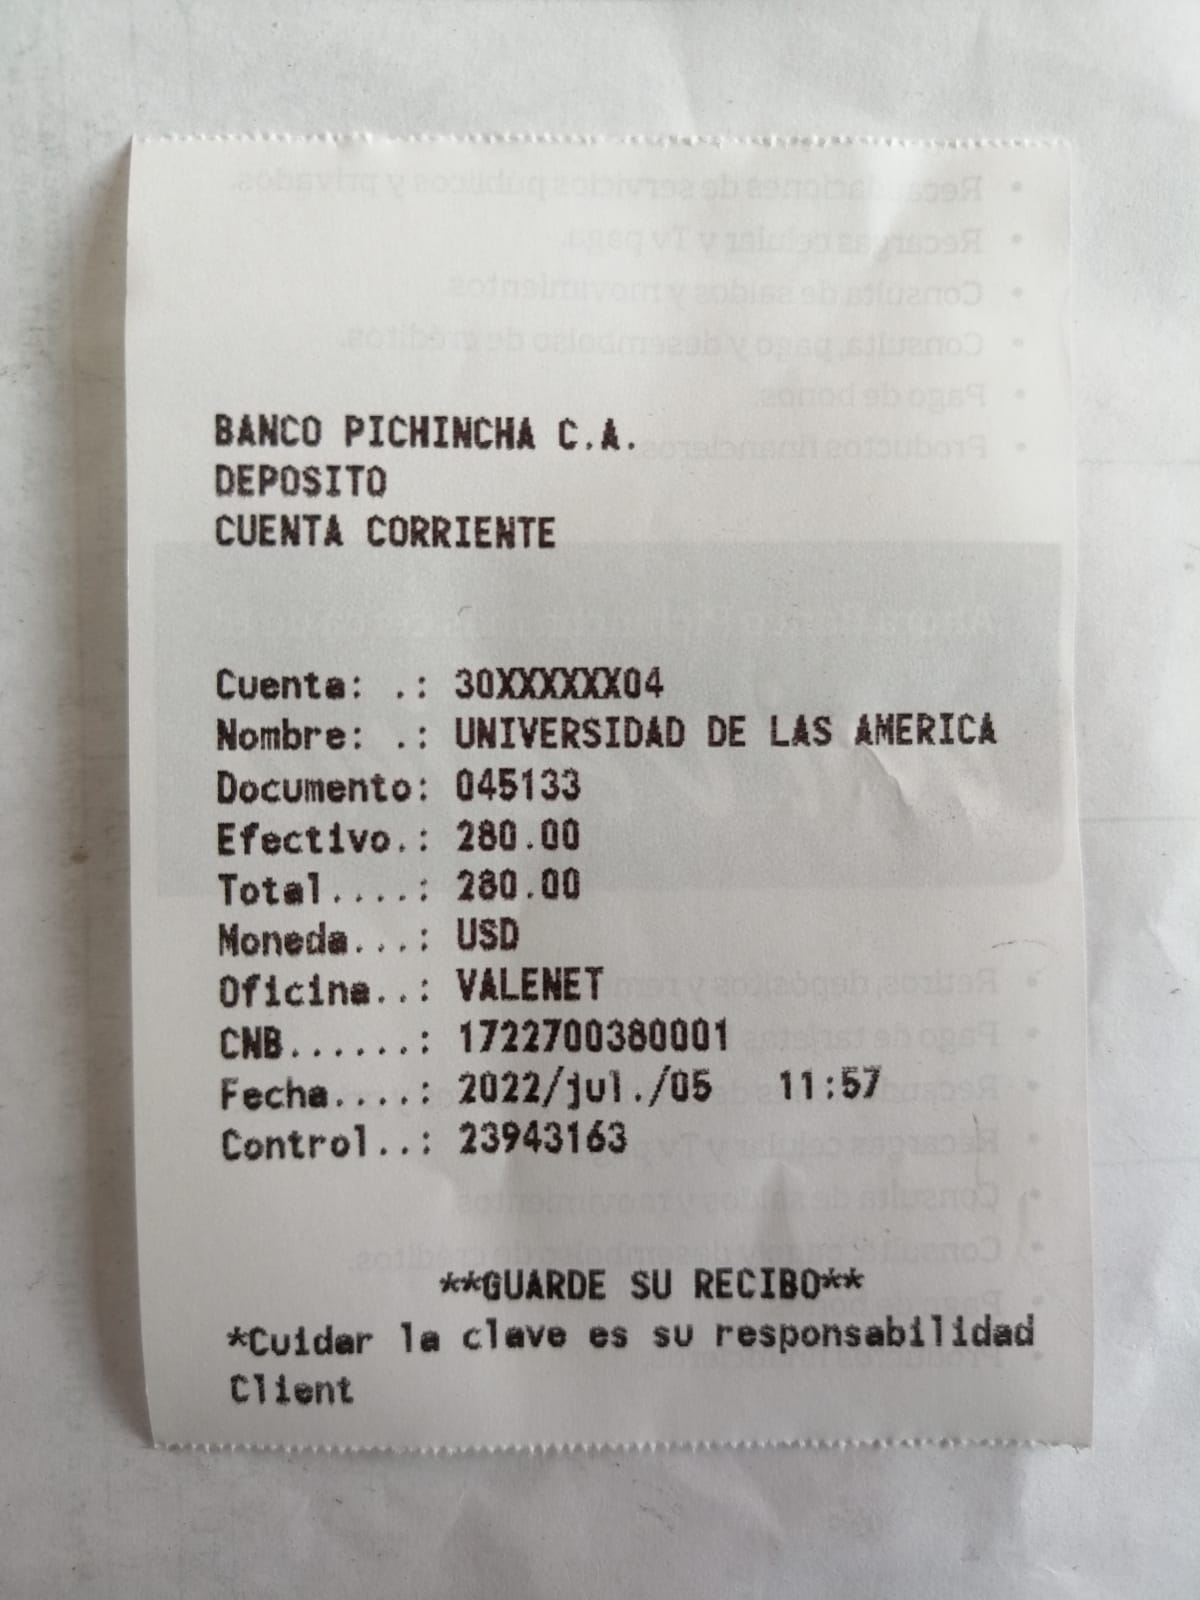 BANCO PICHINCHA C.A.
DEPOSITO
CUENTA CORRIENTE
Cuenta: .: 30XXXXXX04
Nombre: .: UNIVERSIDAD DE LAS AMERICA
Documento: 045133
Efectivo.: 280.00
Total....: 280.00
Moneda...: USD
Oficina..: VALENET
CNB......: 1722700380001
Fecha....: 2022/jul./05 11:57
Control..: 23943163
**GUARDE SU RECIBO**
*Cuidar la clave es su responsabilidad
Client